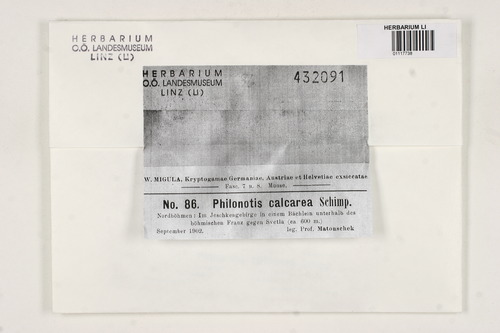 HERBARIUM
O.Ö. LANDESMUSEUM
LINZ (LI)
HERBARIUM LI
01117738
HERBARIUM
O.Ö. LANDESMUSEUM
LINZ (LI)
432091
W. MIGULA, Kryptogamae Germaniae, Austriae et Helvetiae exsiccatae
Fasc. 7 u. 8. Moose.
No. 86. Philonotis calcarea Schimp.
Nordböhmen: Im Jeschkengebirge in einem Bächlein unterhalb des
böhmischen Franz gegen Svetla (ca 600 m.)
September 1902. leg. Prof. Matouschek